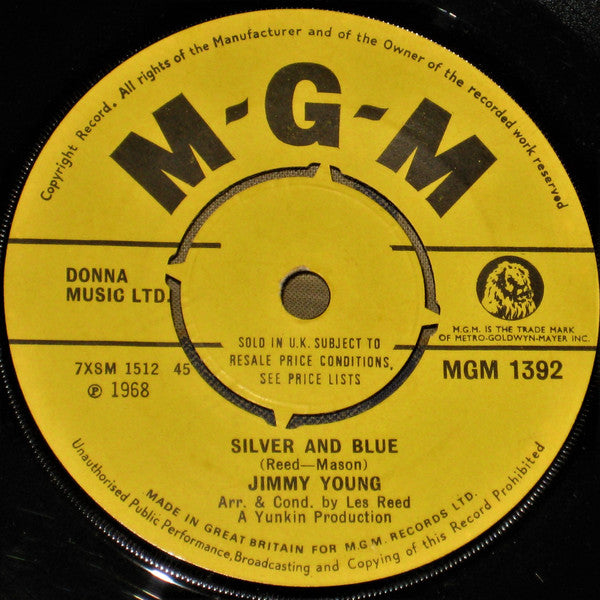 Copyright Record. All rights of the Manufacturer and of the Owner of the recorded work reserved
M-G-M
DONNA
MUSIC LTD.
M.G.M. IS THE TRADE MARK
OF METRO-GOLDWYN-MAYER INC.
SOLD IN U.K. SUBJECT TO
RESALE PRICE CONDITIONS,
SEE PRICE LISTS
7XSM 1512 45
℗ 1968
MGM 1392
SILVER AND BLUE
(Reed—Mason)
JIMMY YOUNG
Arr. & Cond. by Les Reed
A Yunkin Production
MADE IN GREAT BRITAIN FOR M.G.M. RECORDS LTD.
Unauthorised Public Performance, Broadcasting and Copying of this Record Prohibited